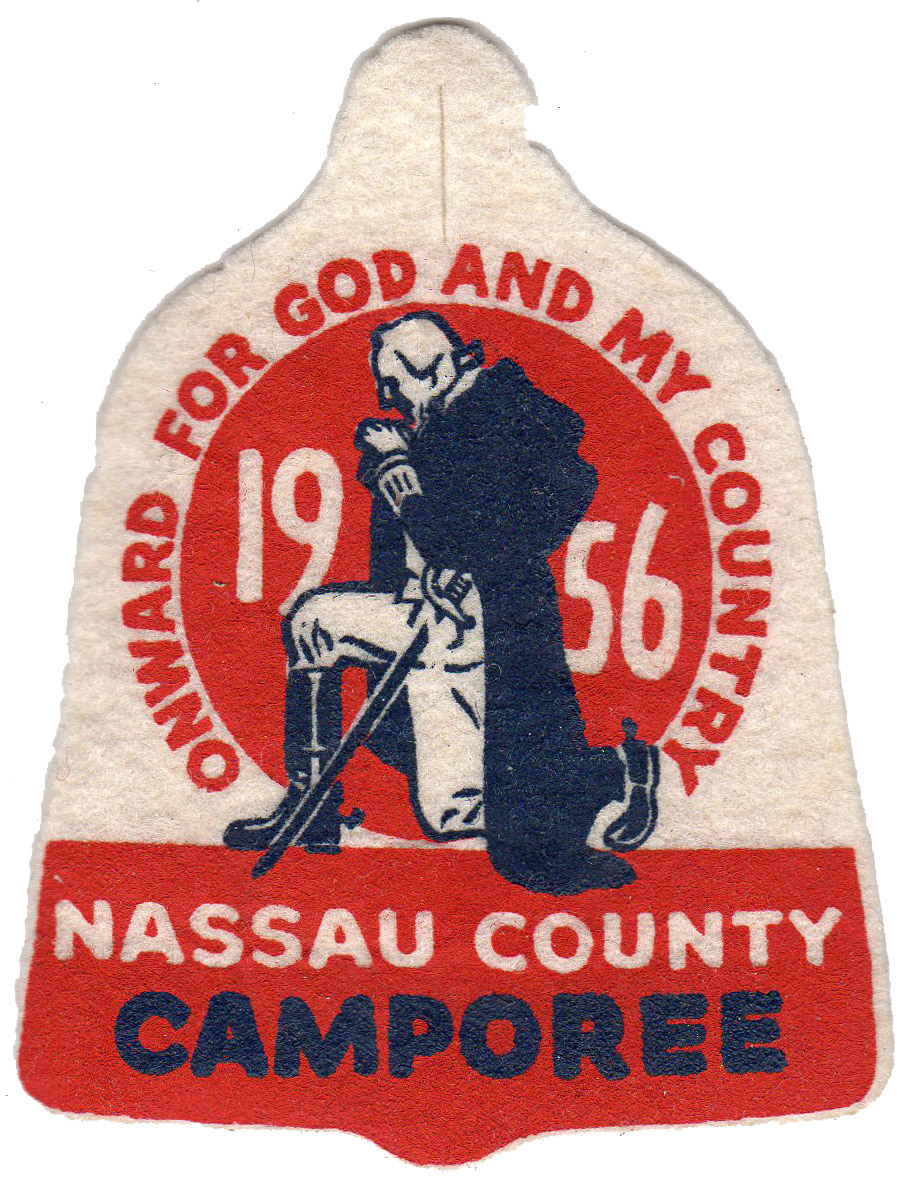 ONWARD FOR GOD AND MY COUNTRY
1956
NASSAU COUNTY
CAMPOREE